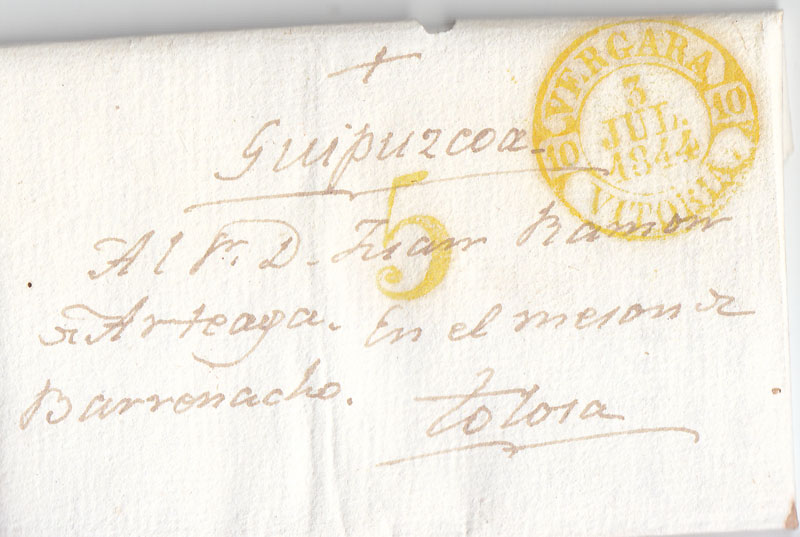 +
Guipuzcoa.
VERGARA
10 10
3
JUL.
1844
VITORIA.
5
Al Sr. D. Juan Ramon
de Arteaga. En el meson de
Barronacho.
Tolosa